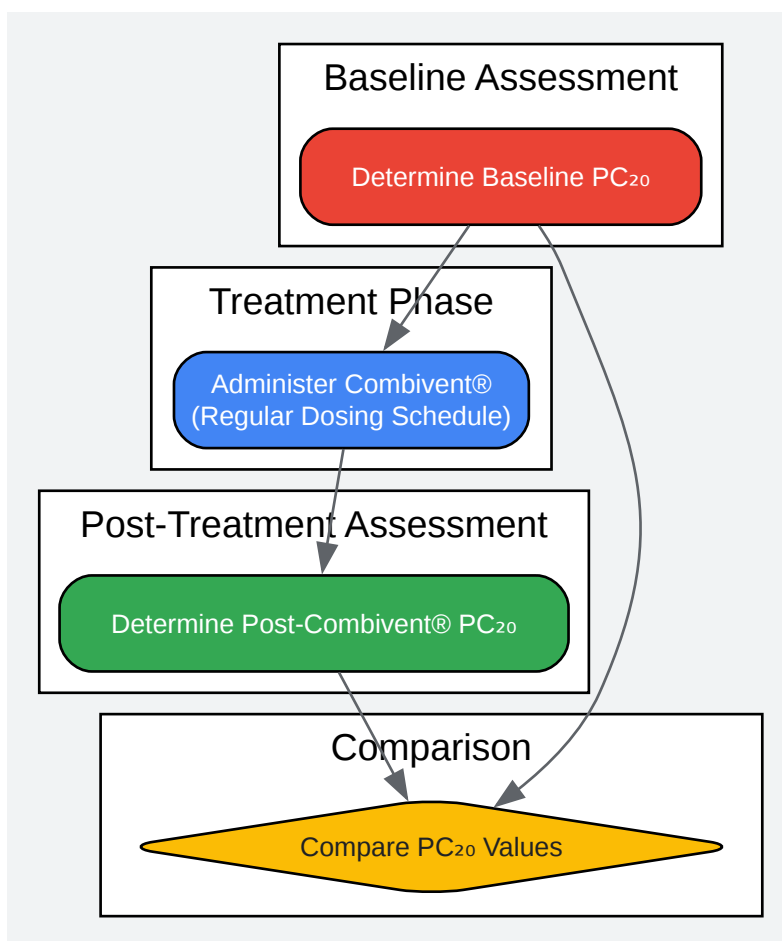 Baseline Assessment
Determine Baseline PC₂₀
Treatment Phase
Administer Combivent®
(Regular Dosing Schedule)
Post-Treatment Assessment
Determine Post-Combivent® PC₂₀
Comparison
Compare PC₂₀ Values